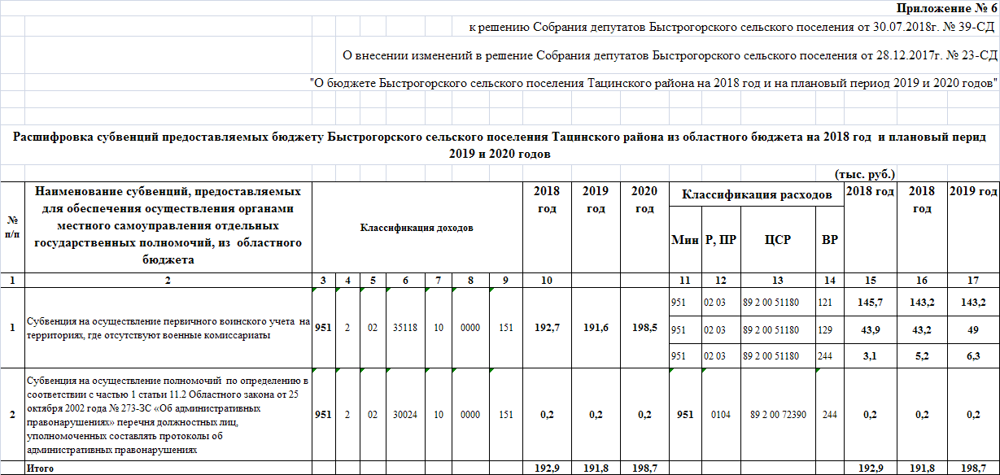 Приложение № 6
к решению Собрания депутатов Быстрогорского сельского поселения от 30.07.2018г. № 39-СД
О внесении изменений в решение Собрания депутатов Быстрогорского сельского поселения от 28.12.2017г. № 23-СД
"О бюджете Быстрогорского сельского поселения Тацинского района на 2018 год и на плановый период 2019 и 2020 годов"
Расшифровка субвенций предоставляемых бюджету Быстрогорского сельского поселения Тацинского района из областного бюджета на 2018 год и плановый перид
2019 и 2020 годов
(тыс. руб.)
№
п/п
Наименование субвенций, предоставляемых
для обеспечения осуществления органами
местного самоуправления отдельных
государственных полномочий, из областного
бюджета
Классификация доходов
2018
год
2019
год
2020
год
Классификация расходов
Мин Р, ПР ЦСР ВР
2018 год
2018
год
2019 год
1 2 3 4 5 6 7 8 9 10 11 12 13 14 15 16 17
1
Субвенция на осуществление первичного воинского учета на
территориях, где отсутствуют военные комиссариаты
951 2 02 35118 10 0000 151 192,7 191,6 198,5
951 02 03 89 2 00 51180 121 145,7 143,2 143,2
951 02 03 89 2 00 51180 129 43,9 43,2 49
951 02 03 89 2 00 51180 244 3,1 5,2 6,3
2
Субвенция на осуществление полномочий по определению в
соответствии с частью 1 статьи 11.2 Областного закона от 25
октября 2002 года № 273-ЗС «Об административных
правонарушениях» перечня должностных лиц,
уполномоченных составлять протоколы об
административных правонарушениях
951 2 02 30024 10 0000 151 0,2 0,2 0,2 951 0104 89 2 00 72390 244 0,2 0,2 0,2
Итого 192,9 191,8 198,7 192,9 191,8 198,7